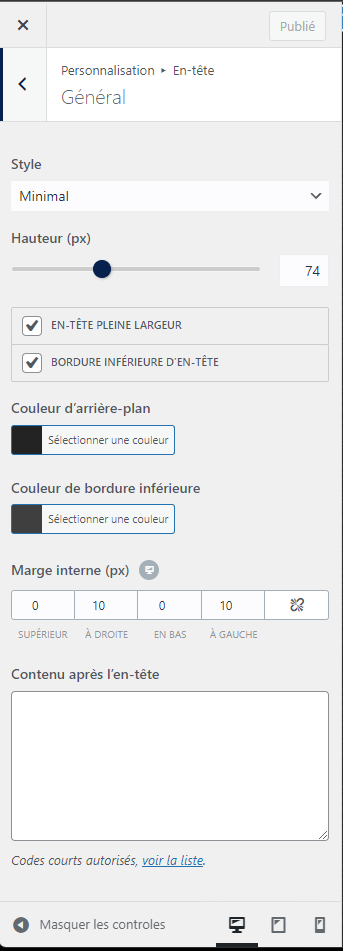 Publié
Personnalisation ▸ En-tête
Général
Style
Minimal
Hauteur (px)
74
EN-TÊTE PLEINE LARGEUR
BORDURE INFÉRIEURE D'EN-TÊTE
Couleur d’arrière-plan
Sélectionner une couleur
Couleur de bordure inférieure
Sélectionner une couleur
Marge interne (px)
0 10 0 10
SUPÉRIEUR À DROITE EN BAS À GAUCHE
Contenu après l’en-tête
Codes courts autorisés, voir la liste.
Masquer les controles